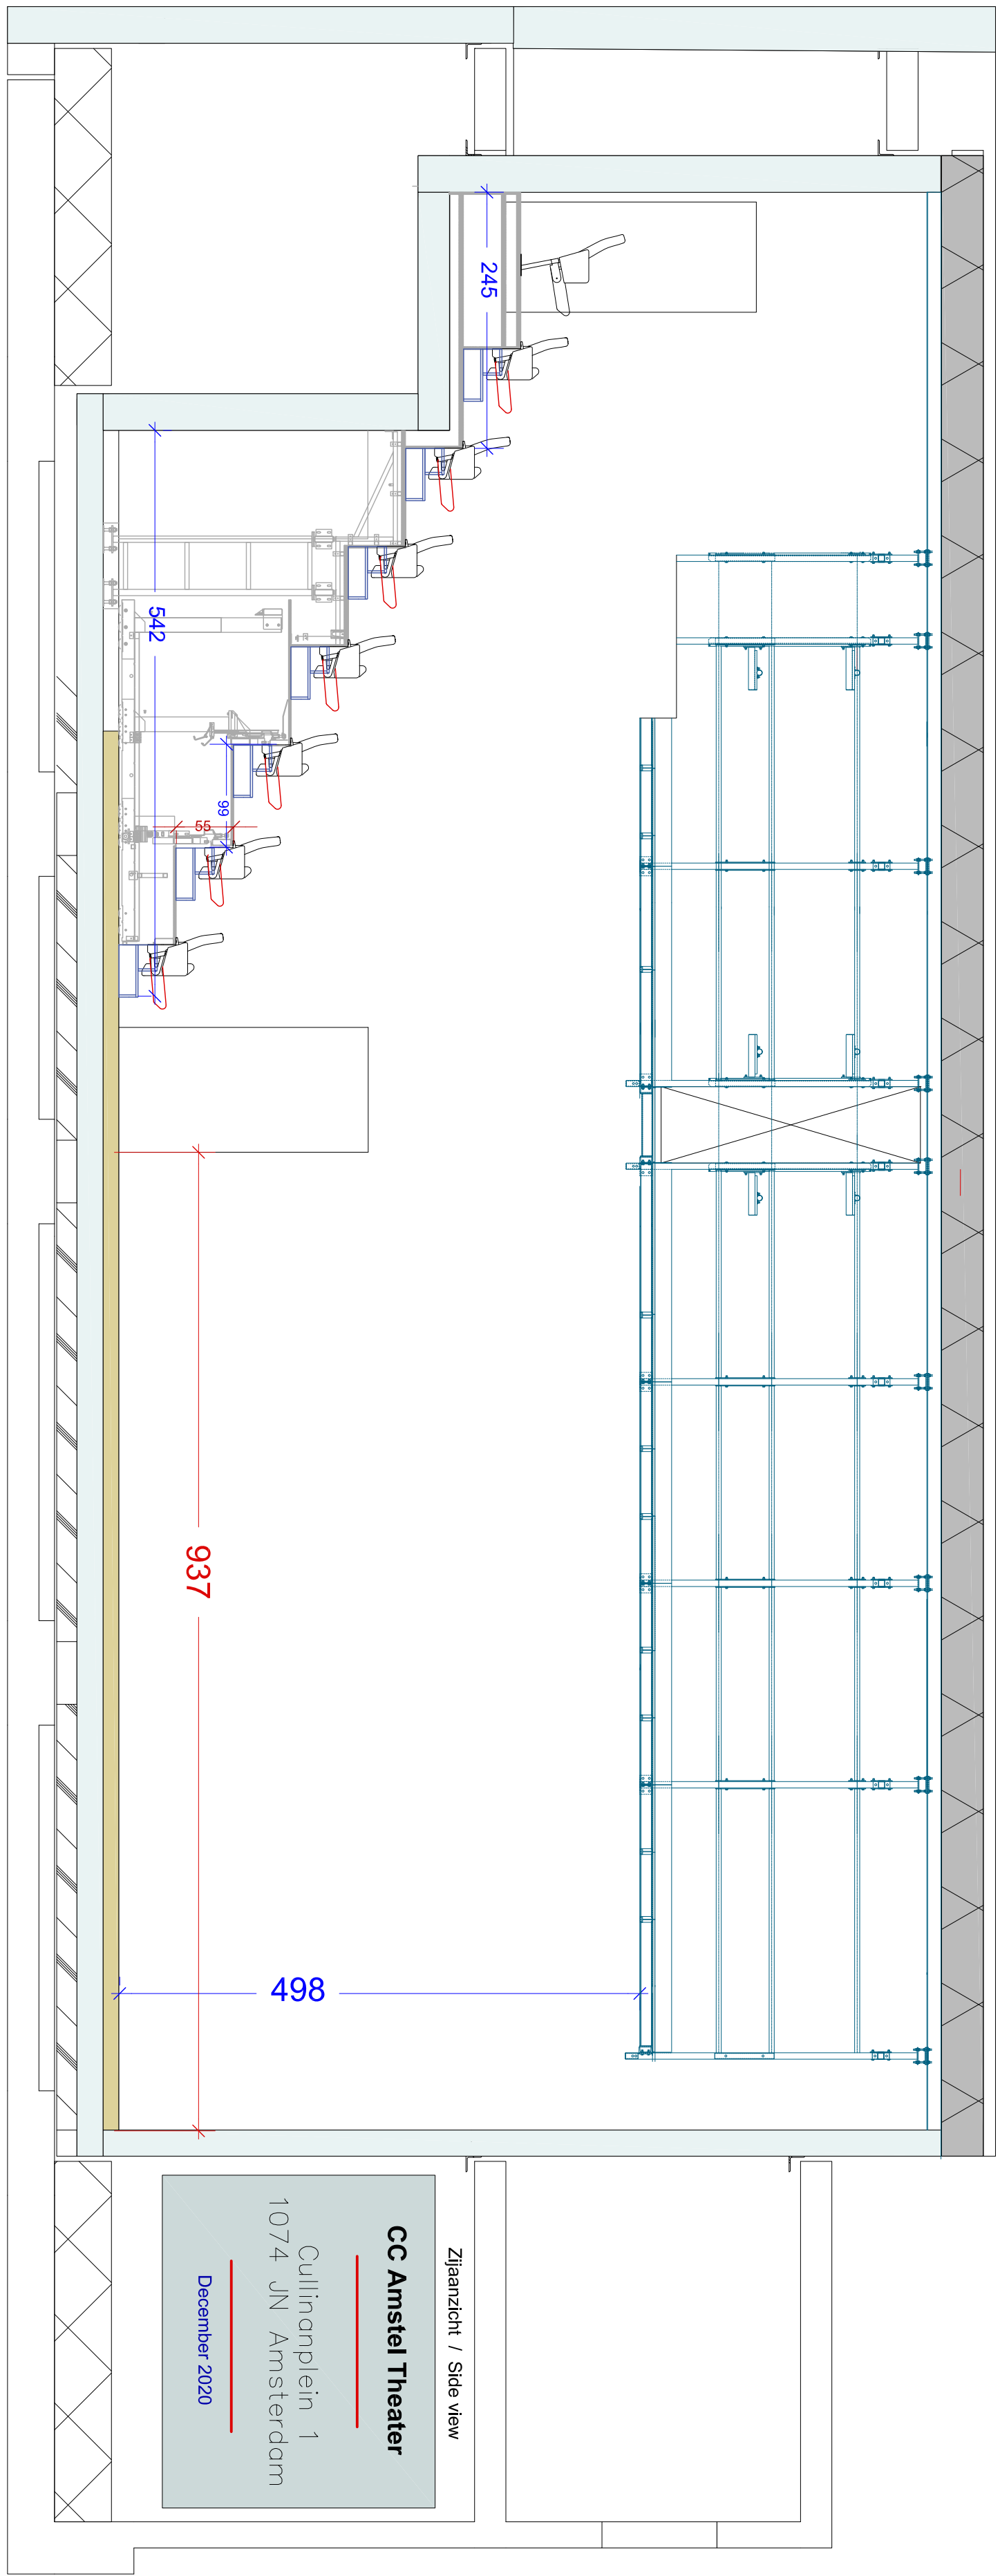 245
542
99
55
937
498
Zijaanzicht / Side view
CC Amstel Theater
Cullinanplein 1
1074 JN Amsterdam
December 2020